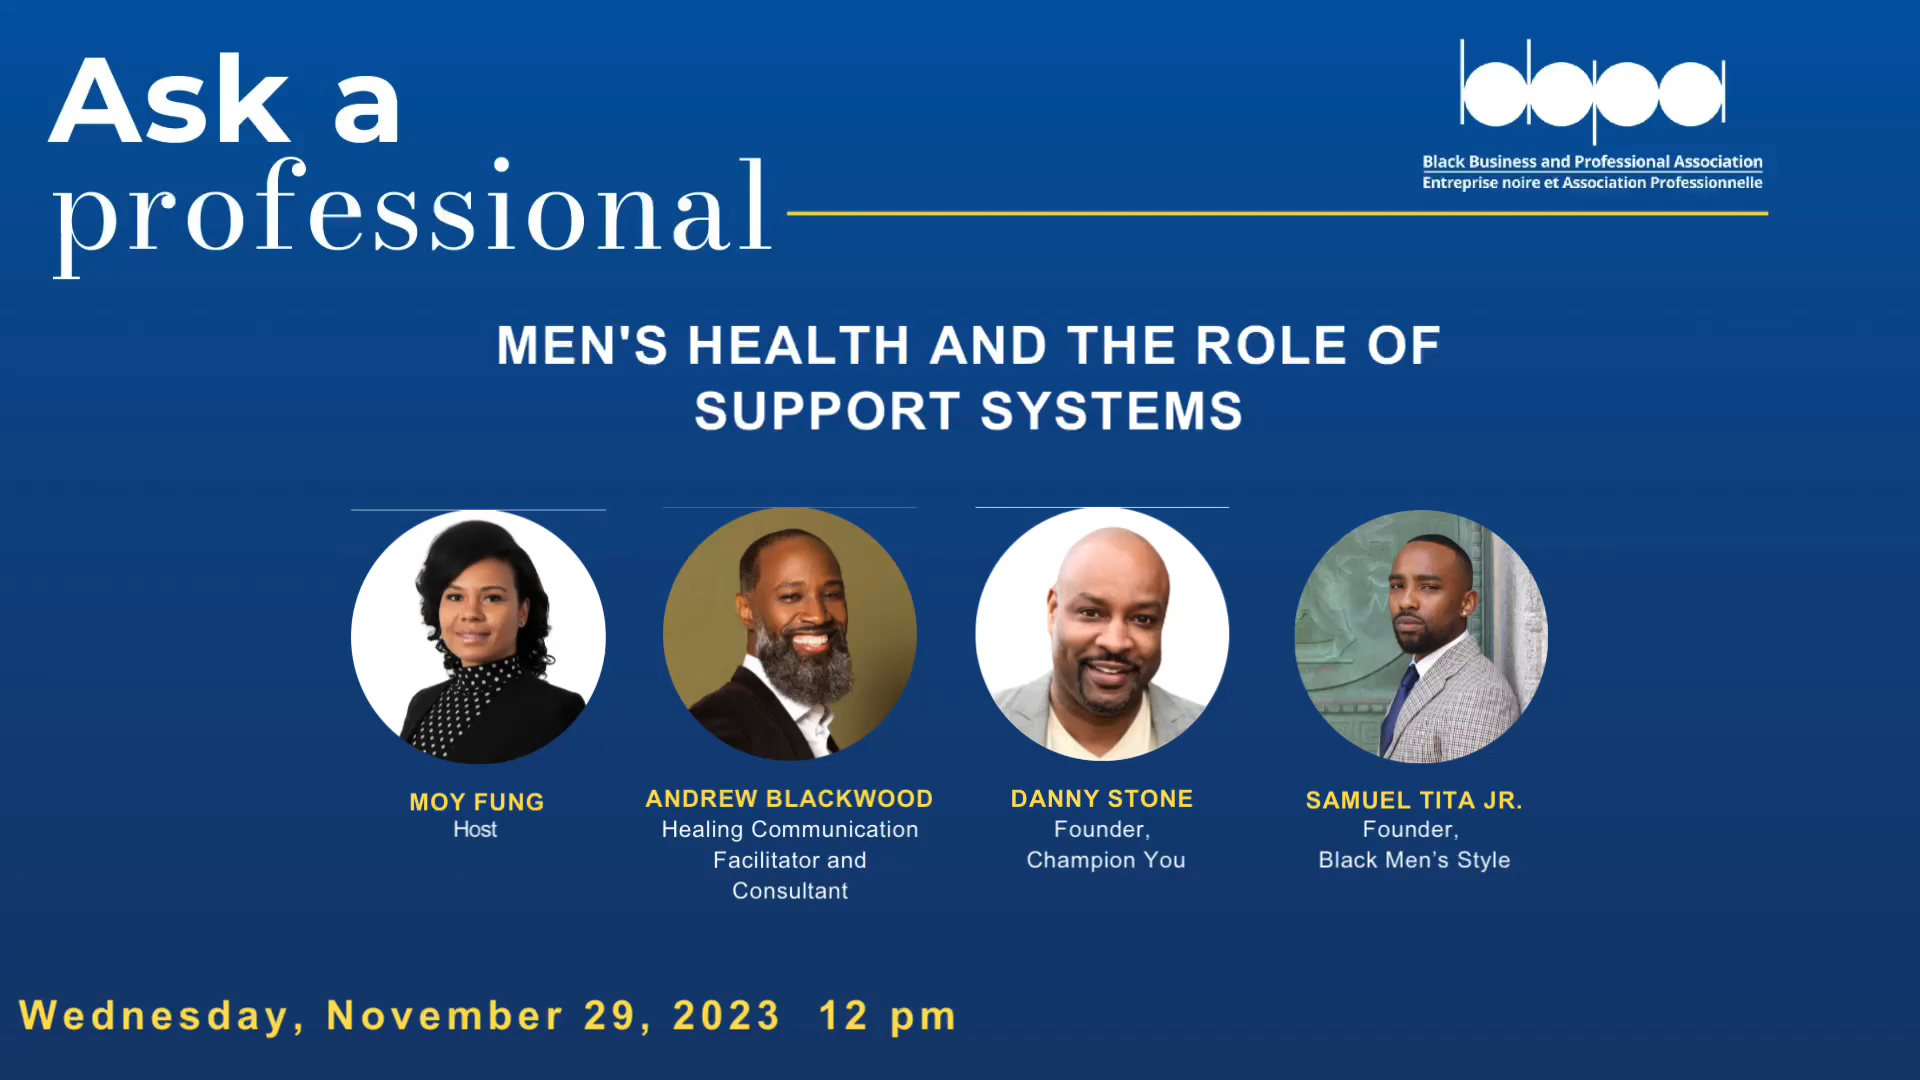 Ask a
professional
bbpa
Black Business and Professional Association
Entreprise noire et Association Professionnelle
MEN'S HEALTH AND THE ROLE OF
SUPPORT SYSTEMS
MOY FUNG
Host
ANDREW BLACKWOOD
Healing Communication
Facilitator and
Consultant
DANNY STONE
Founder,
Champion You
SAMUEL TITA JR.
Founder,
Black Men’s Style
Wednesday, November 29, 2023 12 pm